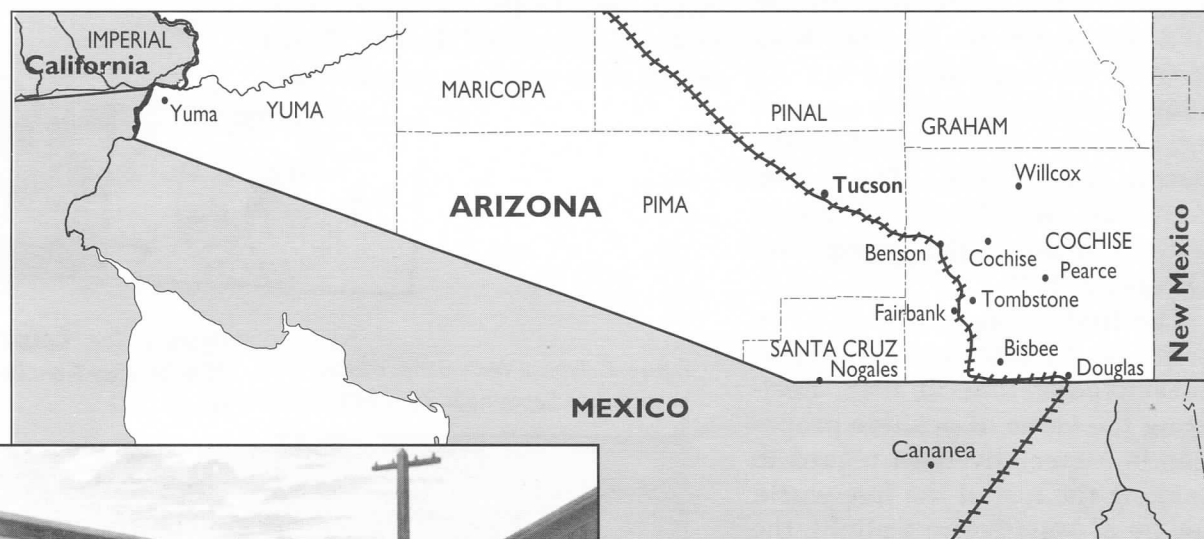 IMPERIAL
California
Yuma
YUMA
MARICOPA
PINAL
GRAHAM
Tucson
Willcox
ARIZONA
PIMA
Benson
Cochise
COCHISE
Pearce
Tombstone
Fairbank
SANTA CRUZ
Nogales
Bisbee
Douglas
New Mexico
MEXICO
Cananea